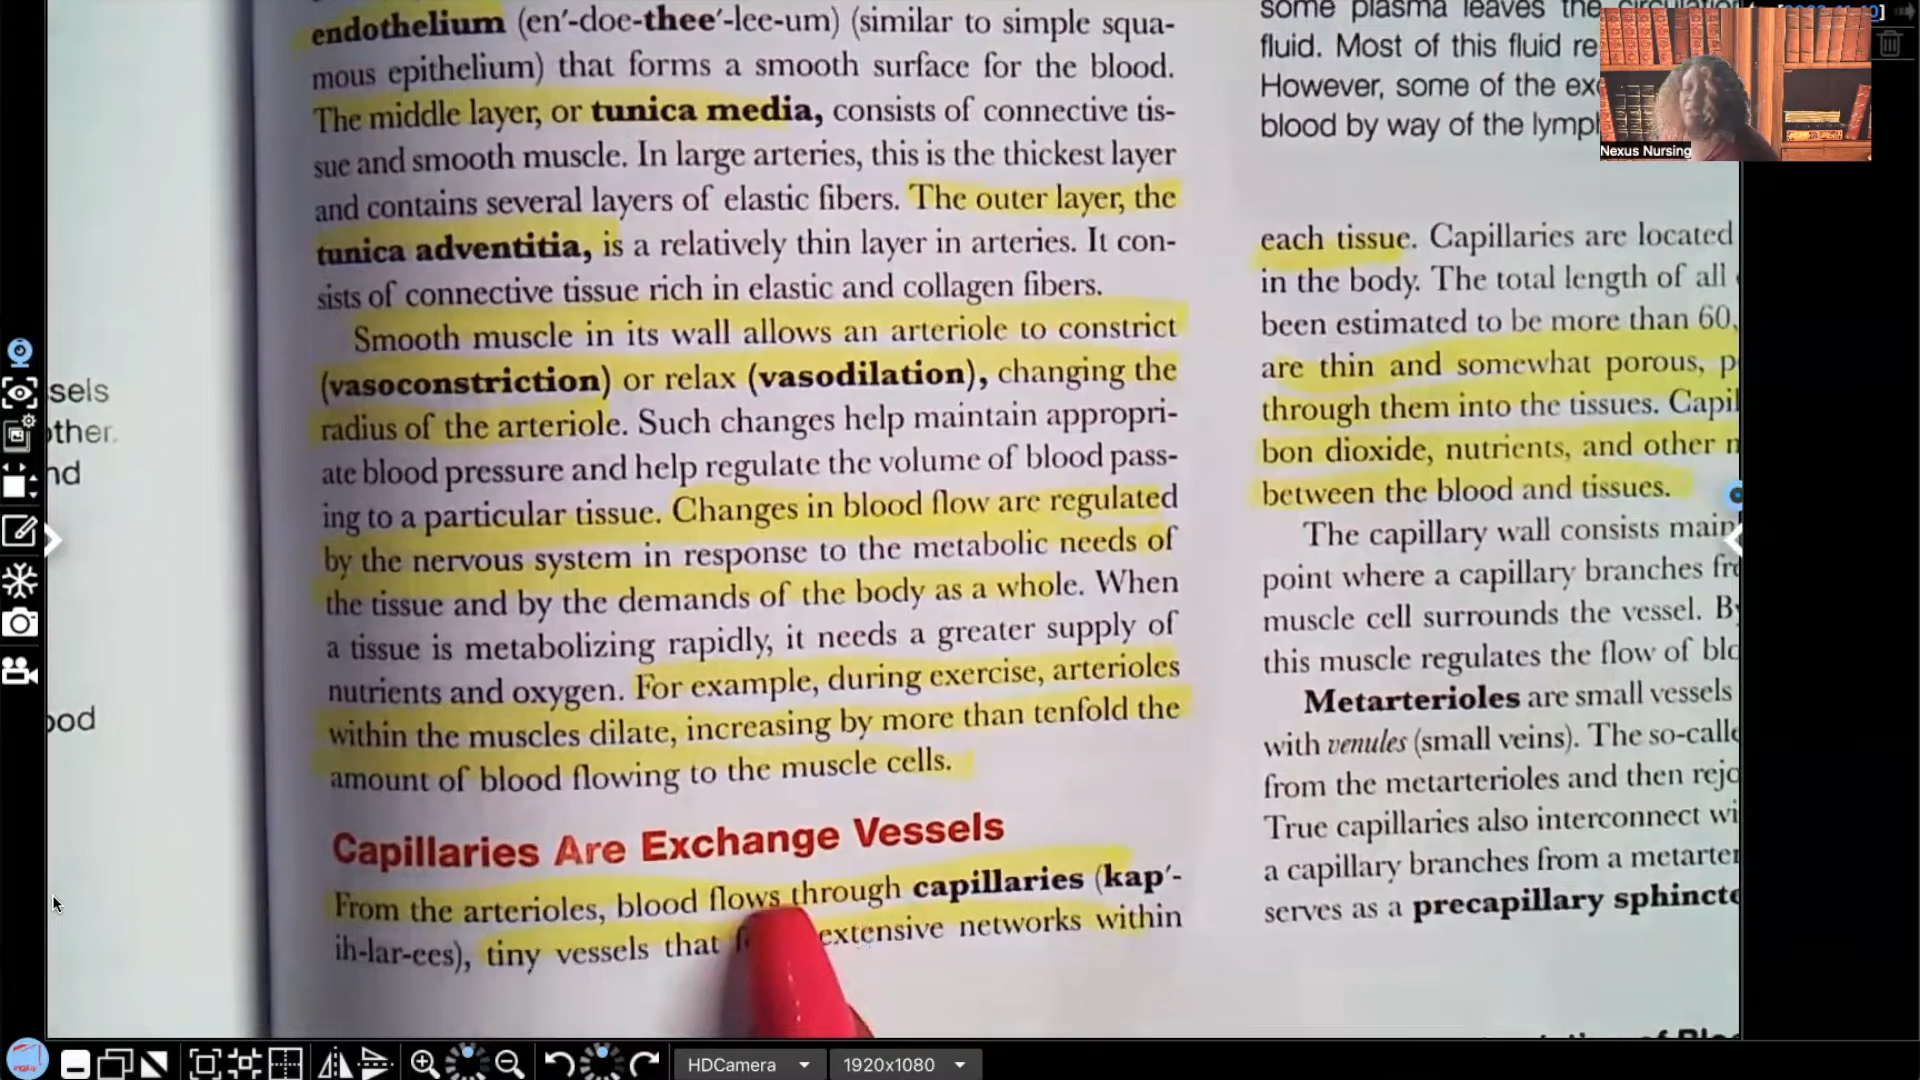 endothelium (en′-doe-thee′-lee-um) (similar to simple squa-
mous epithelium) that forms a smooth surface for the blood.
The middle layer, or tunica media, consists of connective tis-
sue and smooth muscle. In large arteries, this is the thickest layer
and contains several layers of elastic fibers. The outer layer, the
tunica adventitia, is a relatively thin layer in arteries. It con-
sists of connective tissue rich in elastic and collagen fibers.
Smooth muscle in its wall allows an arteriole to constrict
(vasoconstriction) or relax (vasodilation), changing the
radius of the arteriole. Such changes help maintain appropri-
ate blood pressure and help regulate the volume of blood pass-
ing to a particular tissue. Changes in blood flow are regulated
by the nervous system in response to the metabolic needs of
the tissue and by the demands of the body as a whole. When
a tissue is metabolizing rapidly, it needs a greater supply of
nutrients and oxygen. For example, during exercise, arterioles
within the muscles dilate, increasing by more than tenfold the
amount of blood flowing to the muscle cells.
Capillaries Are Exchange Vessels
From the arterioles, blood flows through capillaries (kap′-
ih-lar-ees), tiny vessels that extensive networks within
some plasma leaves the
fluid. Most of this fluid re
However, some of the
blood by way of the
each tissue. Capillaries are located
in the body. The total length of all
been estimated to be more than 60,
are thin and somewhat porous,
through them into the tissues.
bon dioxide, nutrients, and other
between the blood and tissues.
The capillary wall consists
point where a capillary branches
muscle cell surrounds the vessel.
this muscle regulates the flow of
Metarterioles are small vessels
with venules (small veins). The
from the metarterioles and then
True capillaries also interconnect
a capillary branches from a
serves as a precapillary
sels
other.
nd
ood
Nexus Nursing
HDCamera
1920x1080